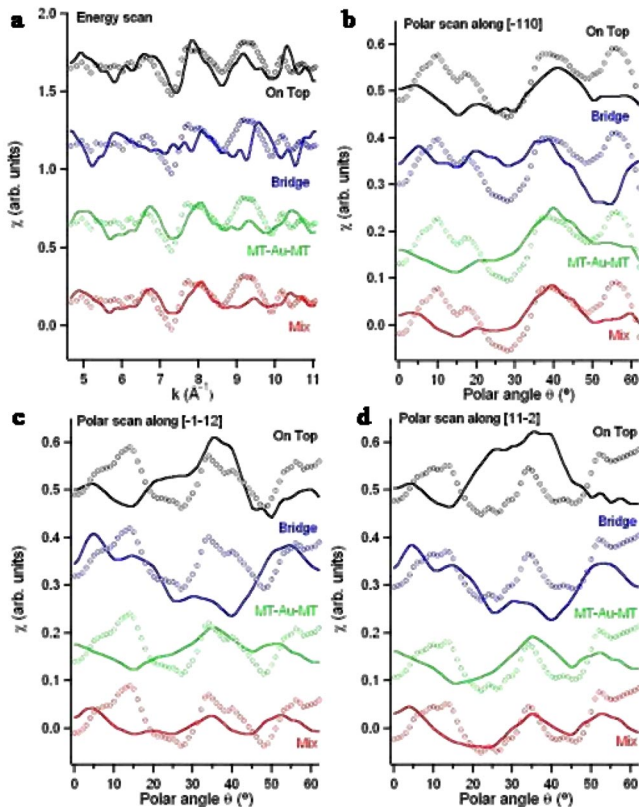 a
Energy scan
2.0
1.5
1.0
0.5
0.0
χ (arb. units)
On Top
Bridge
MT-Au-MT
Mix
5 6 7 8 9 10 11
k (Å⁻¹)
b
Polar scan along [-110]
0.6
0.5
0.4
0.3
0.2
0.1
0.0
χ (arb. units)
On Top
Bridge
MT-Au-MT
Mix
0 10 20 30 40 50 60
Polar angle θ (°)
c
Polar scan along [-1-12]
0.6
0.5
0.4
0.3
0.2
0.1
0.0
χ (arb. units)
On Top
Bridge
MT-Au-MT
Mix
0 10 20 30 40 50 60
Polar angle θ (°)
d
Polar scan along [11-2]
0.6
0.5
0.4
0.3
0.2
0.1
0.0
χ (arb. units)
On Top
Bridge
MT-Au-MT
Mix
0 10 20 30 40 50 60
Polar angle θ (°)